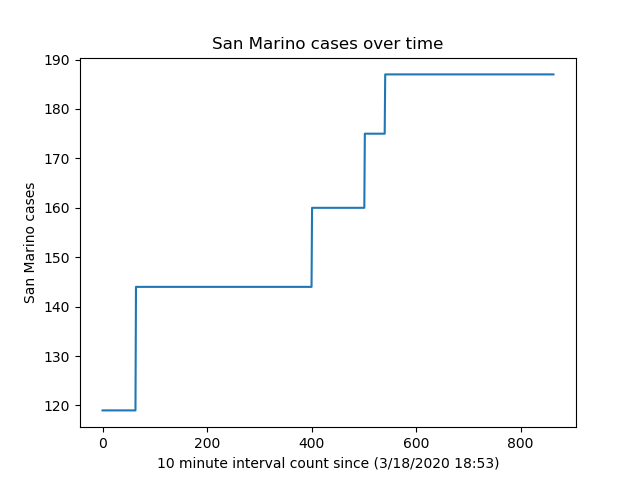 San Marino cases over time
San Marino cases
190
180
170
160
150
140
130
120
0 200 400 600 800
10 minute interval count since (3/18/2020 18:53)